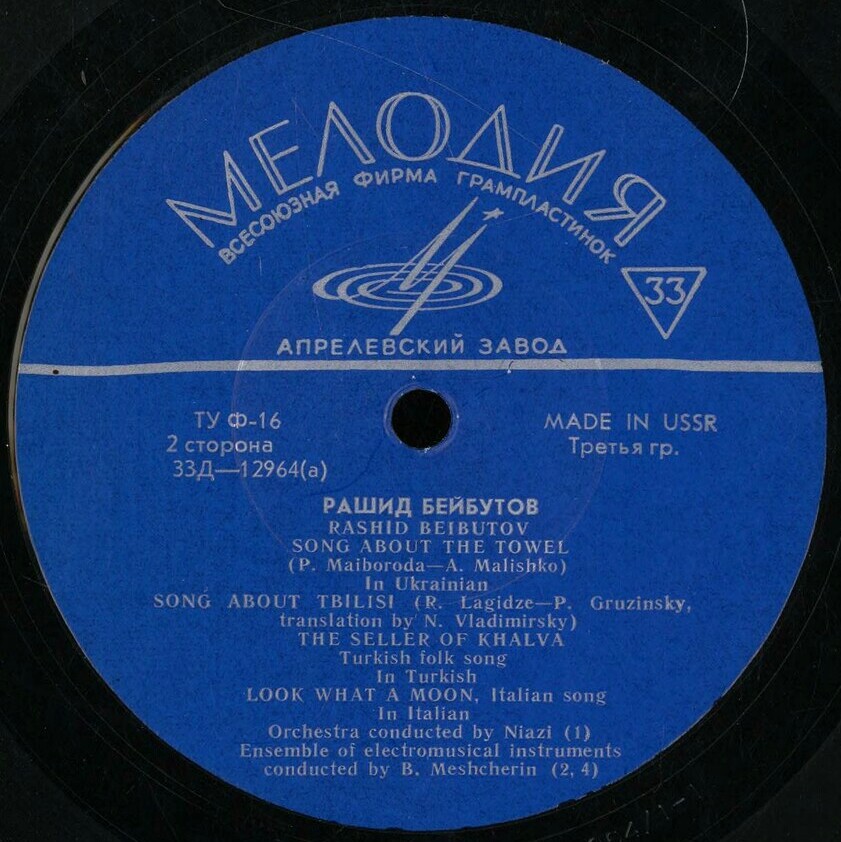 МЕЛОДИЯ
ВСЕСОЮЗНАЯ ФИРМА ГРАМПЛАСТИНОК
33
АПРЕЛЕВСКИЙ ЗАВОД
ТУ Ф-16
MADE IN USSR
2 сторона
Третья гр.
33Д—12964(а)
РАШИД БЕЙБУТОВ
RASHID BEIBUTOV
SONG ABOUT THE TOWEL
(P. Maiboroda—A. Malishko)
In Ukrainian
SONG ABOUT TBILISI (R. Lagidze—P. Gruzinsky,
translation by N. Vladimirsky)
THE SELLER OF KHALVA
Turkish folk song
In Turkish
LOOK WHAT A MOON, Italian song
In Italian
Orchestra conducted by Niazi (1)
Ensemble of electromusical instruments
conducted by B. Meshcherin (2, 4)